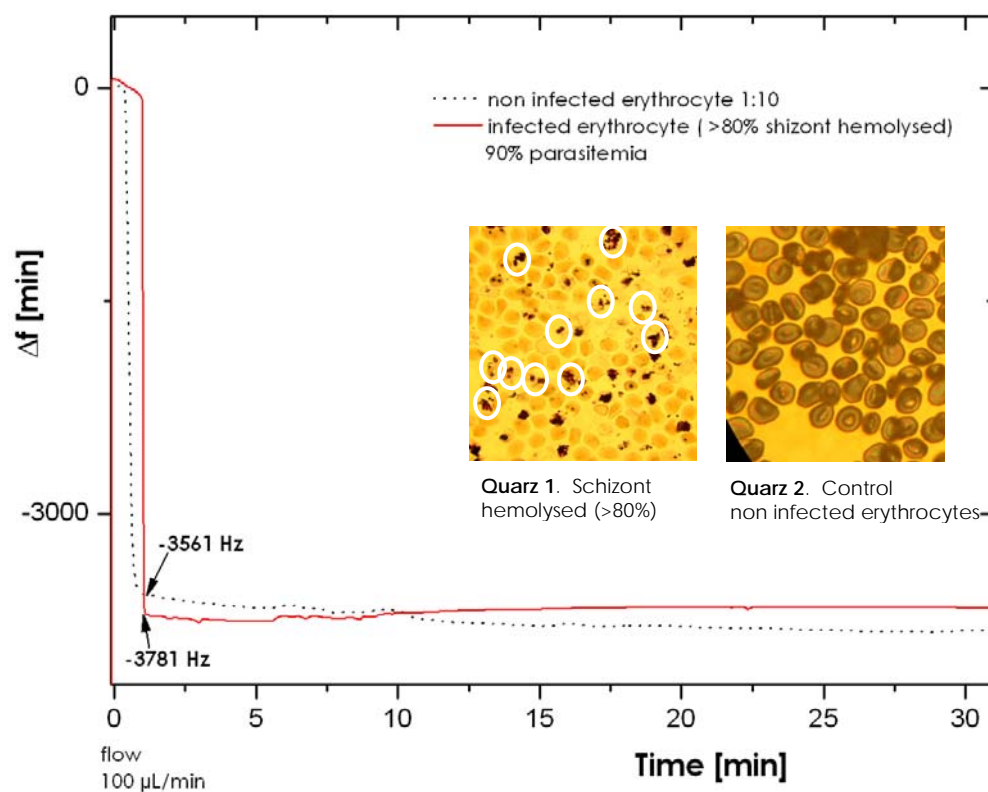 0
-3000
Δf [min]
non infected erythrocyte 1:10
infected erythrocyte ( >80% shizont hemolysed)
90% parasitemia
Quarz 1. Schizont
hemolysed (>80%)
Quarz 2. Control
non infected erythrocytes
-3561 Hz
-3781 Hz
0 5 10 15 20 25 30
flow
100 µL/min
Time [min]